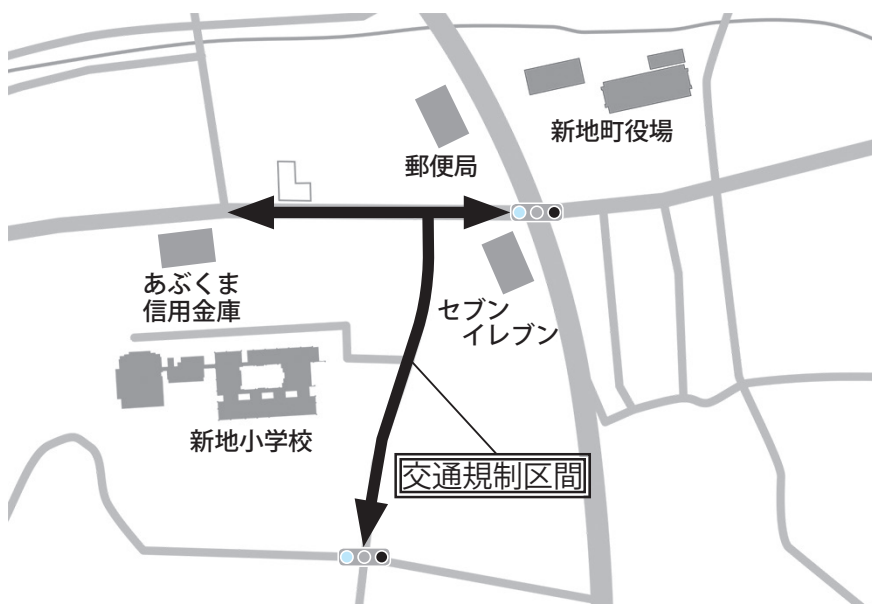 新地町役場
郵便局
あぶくま
信用金庫
セブン
イレブン
新地小学校
交通規制区間